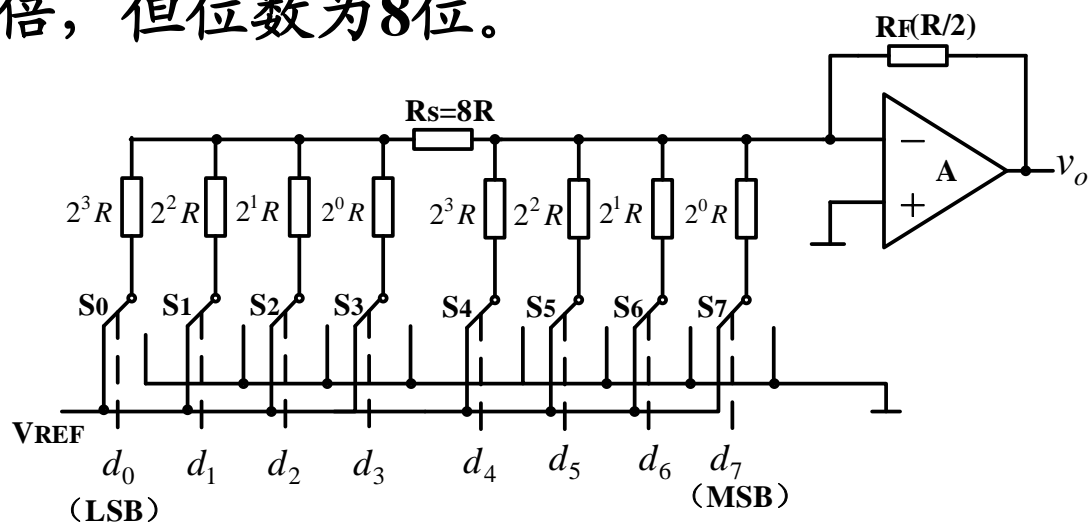 倍，但位数为8位。
RF(R/2)
Rs=8R
2³R 2²R 2¹R 2⁰R 2³R 2²R 2¹R 2⁰R
− A + vₒ
S0 S1 S2 S3 S4 S5 S6 S7
VREF
d₀ d₁ d₂ d₃ d₄ d₅ d₆ d₇
（LSB） （MSB）